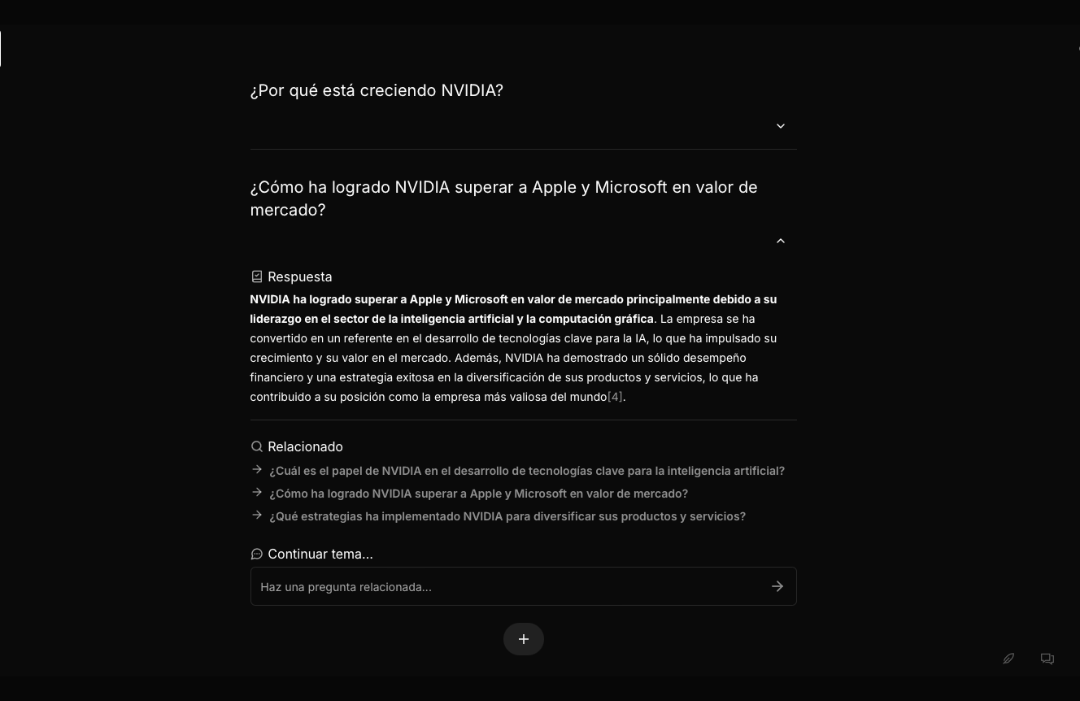 ¿Por qué está creciendo NVIDIA?
¿Cómo ha logrado NVIDIA superar a Apple y Microsoft en valor de
mercado?
Respuesta
NVIDIA ha logrado superar a Apple y Microsoft en valor de mercado principalmente debido a su
liderazgo en el sector de la inteligencia artificial y la computación gráfica. La empresa se ha
convertido en un referente en el desarrollo de tecnologías clave para la IA, lo que ha impulsado su
crecimiento y su valor en el mercado. Además, NVIDIA ha demostrado un sólido desempeño
financiero y una estrategia exitosa en la diversificación de sus productos y servicios, lo que ha
contribuido a su posición como la empresa más valiosa del mundo[4].
Relacionado
¿Cuál es el papel de NVIDIA en el desarrollo de tecnologías clave para la inteligencia artificial?
¿Cómo ha logrado NVIDIA superar a Apple y Microsoft en valor de mercado?
¿Qué estrategias ha implementado NVIDIA para diversificar sus productos y servicios?
Continuar tema...
Haz una pregunta relacionada...